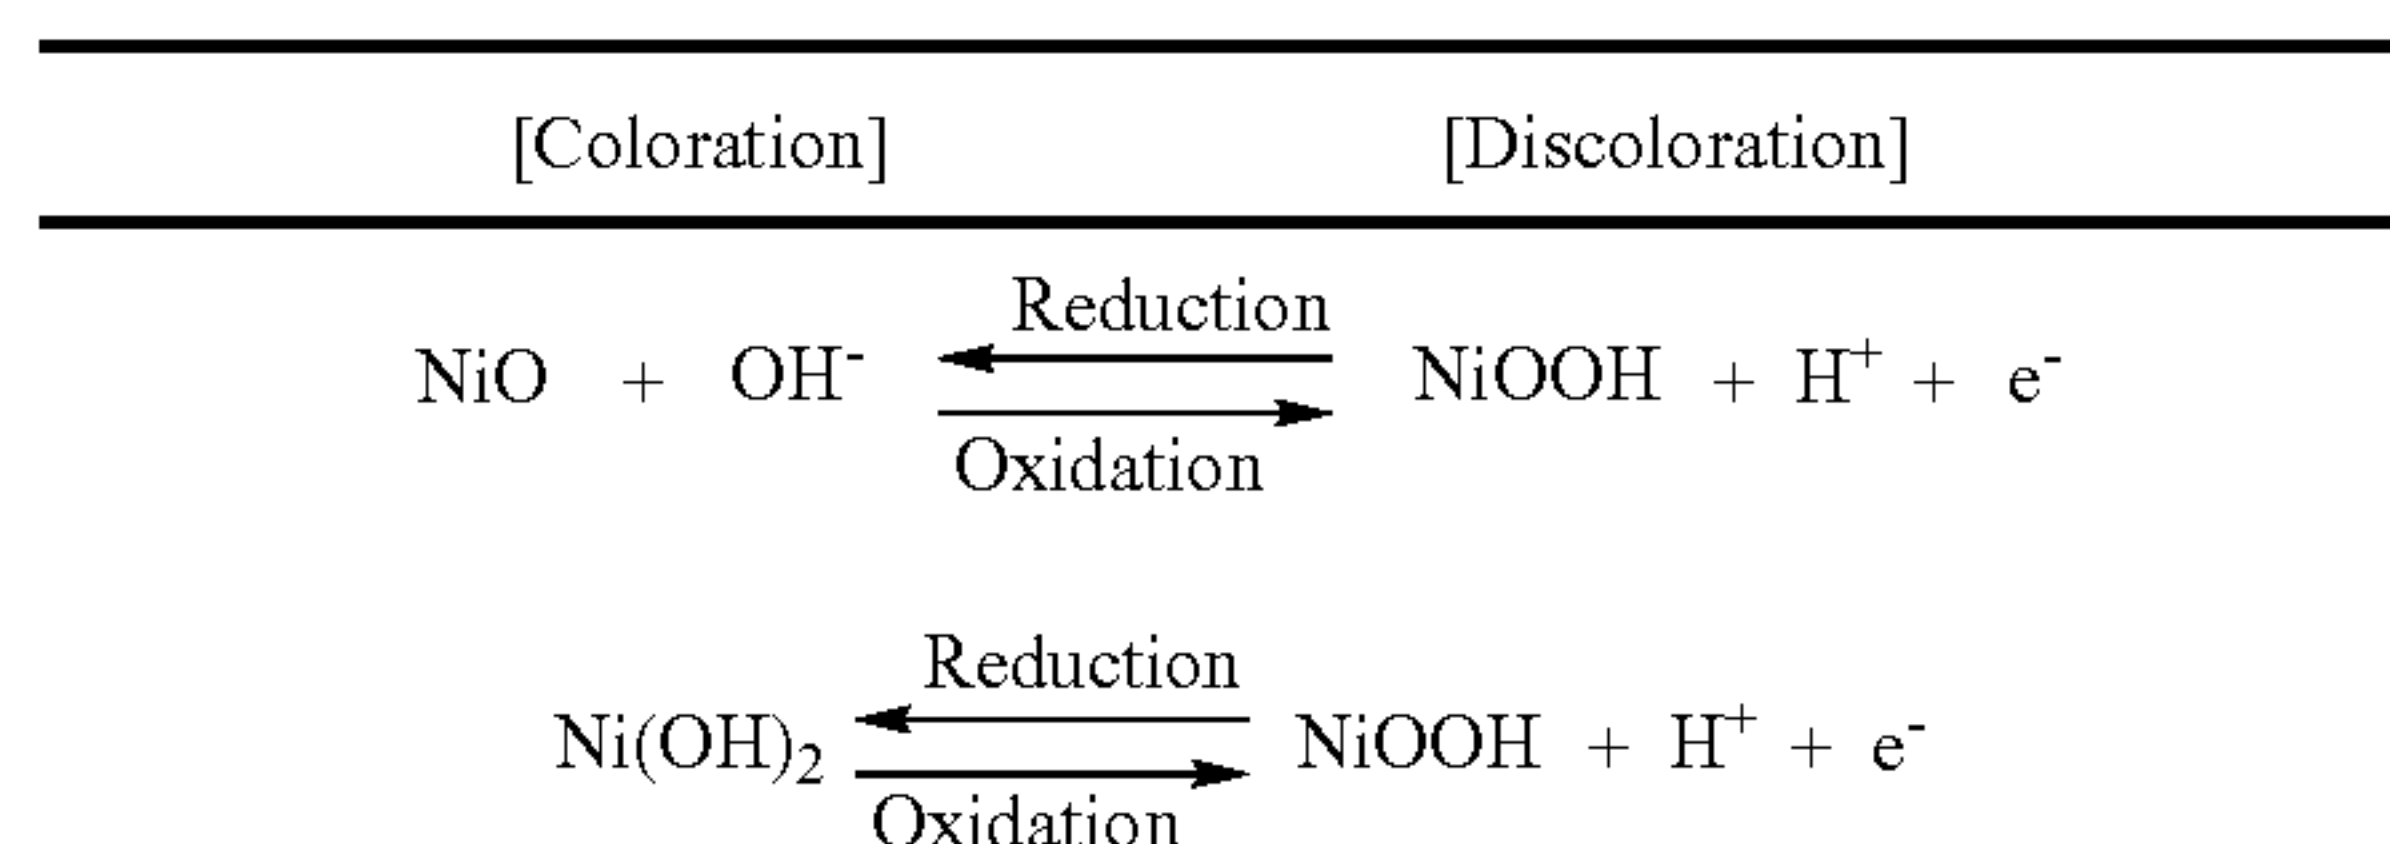 [Coloration] [Discoloration]
Reduction
NiO + OH⁻ NiOOH + H⁺ + e⁻
Oxidation
Reduction
Ni(OH)₂ NiOOH + H⁺ + e⁻
Oxidation